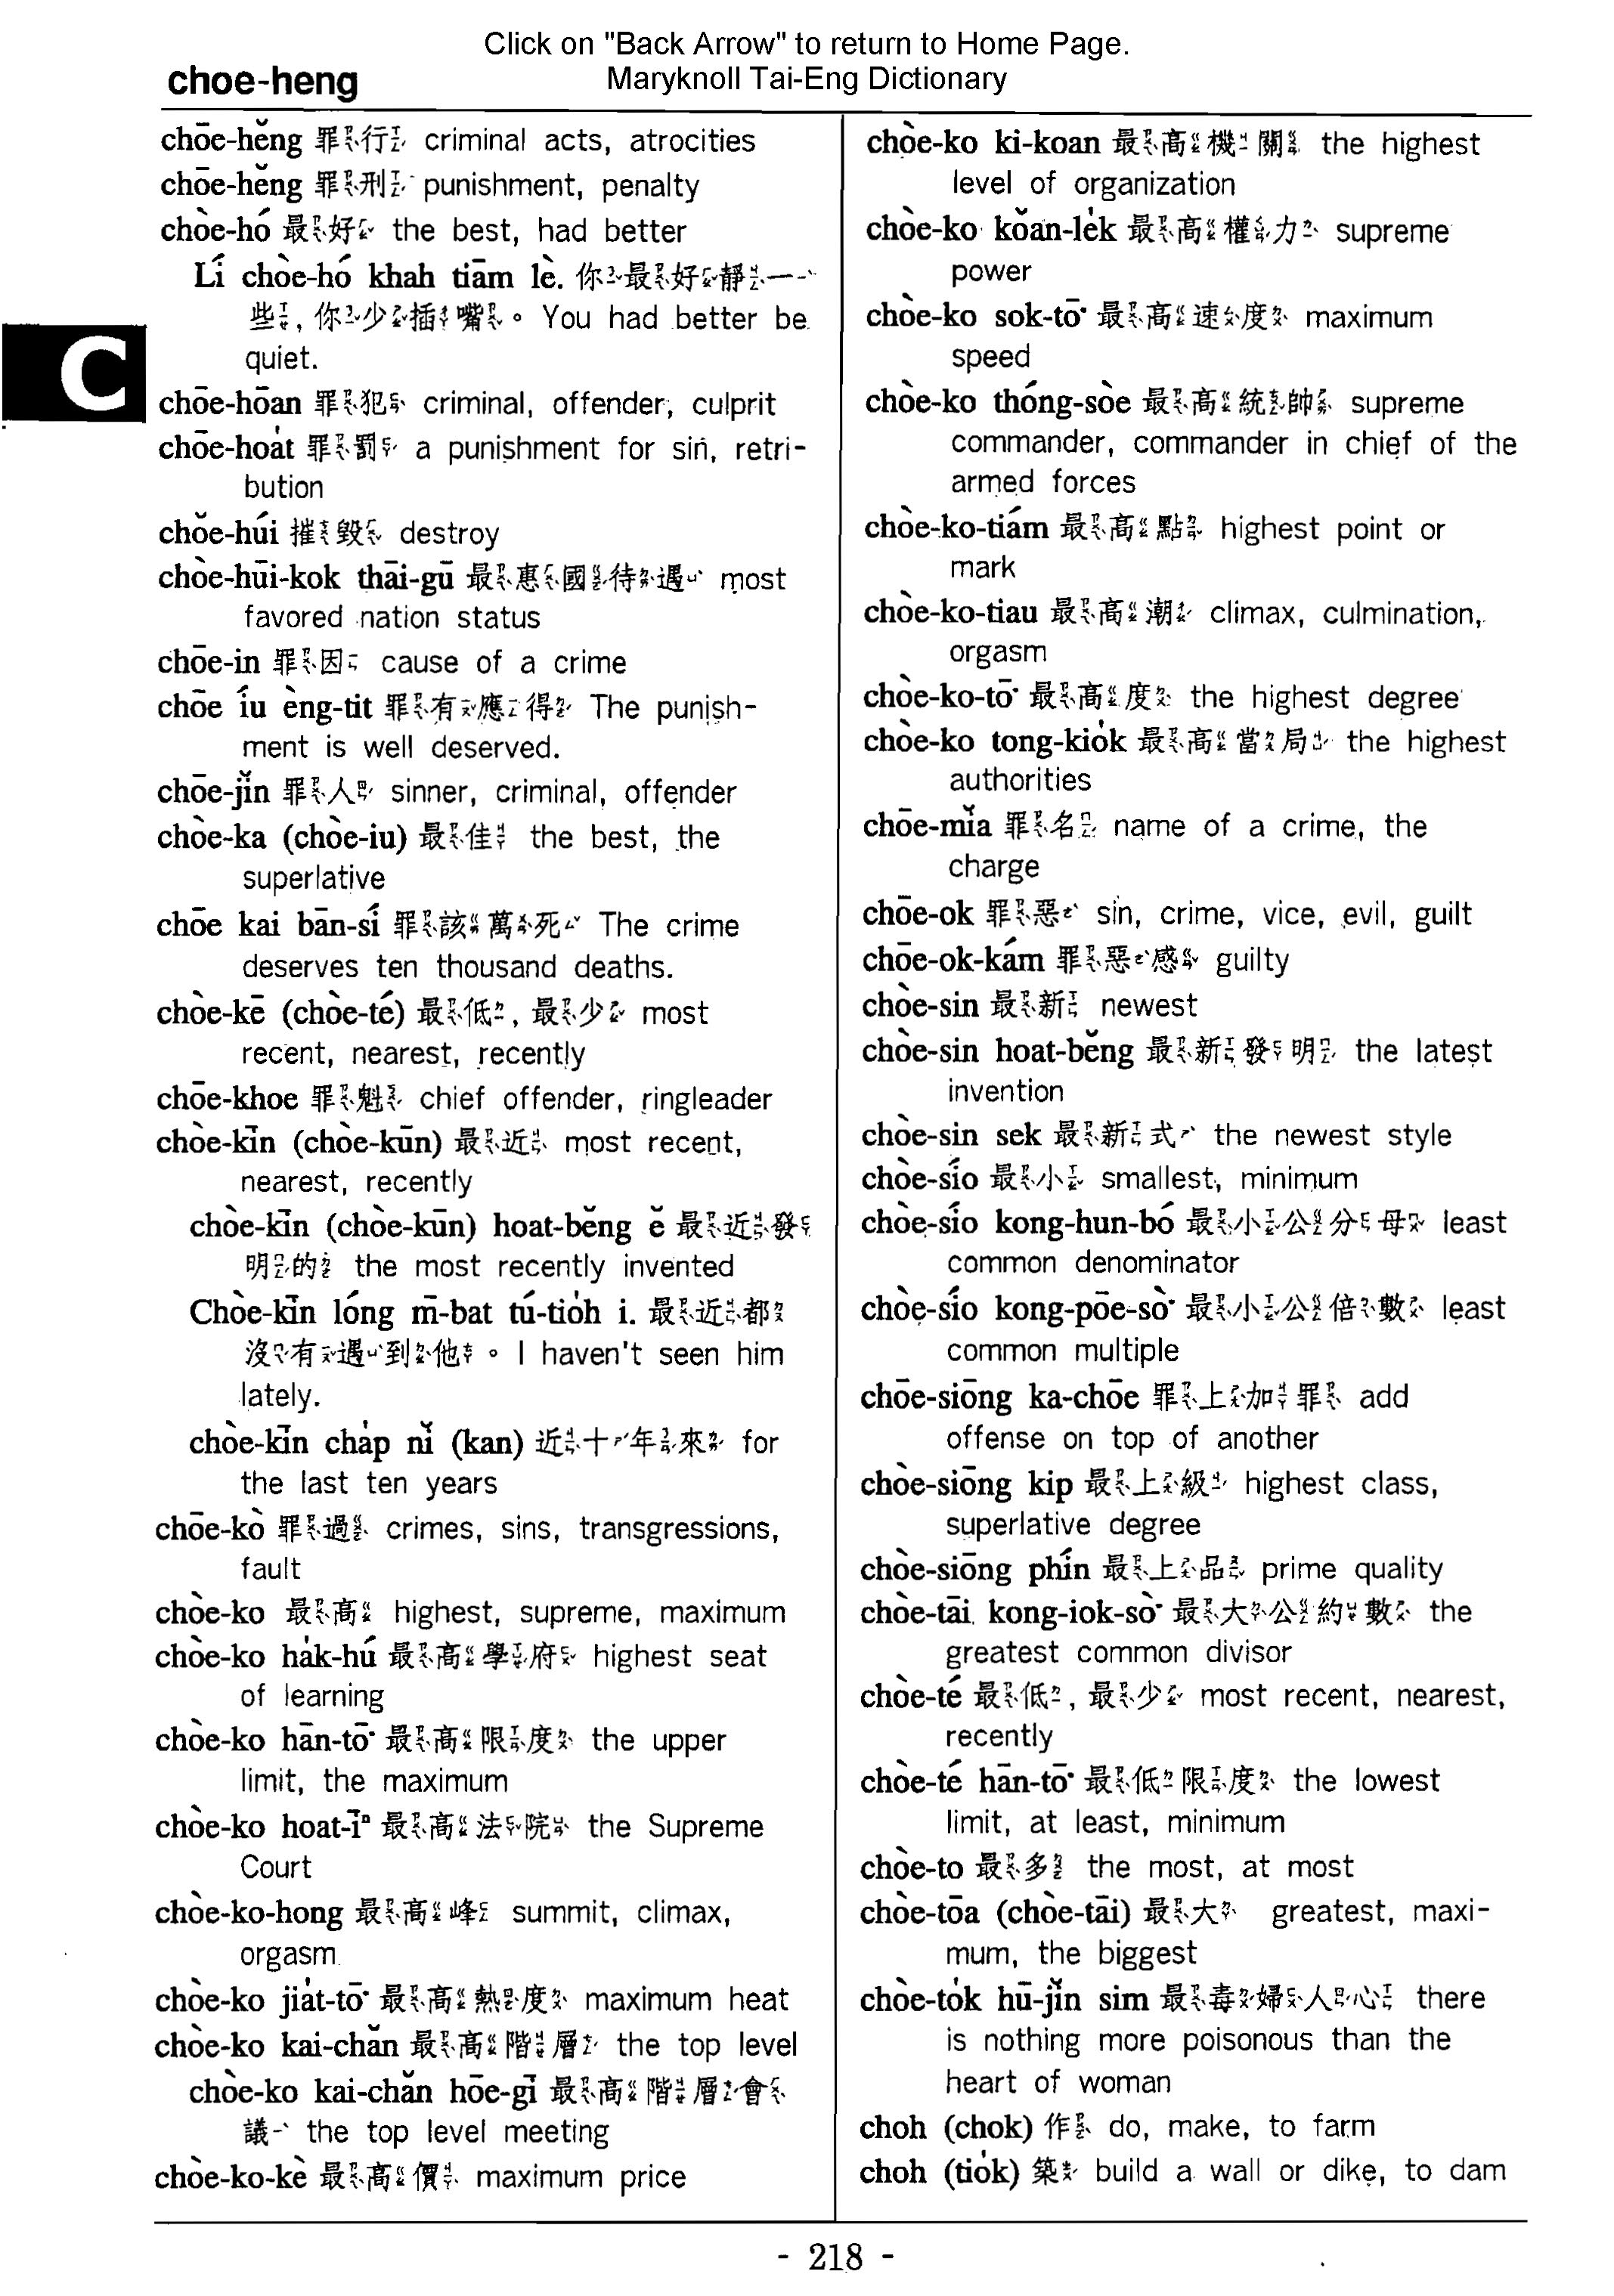 Click on "Back Arrow" to return to Home Page.
Maryknoll Tai-Eng Dictionary
choe-heng
chōe-hĕng 罪行 criminal acts, atrocities
chōe-hĕng 罪刑 punishment, penalty
chòe-hó 最好 the best, had better
Lí chòe-hó khah tiām lè. 你最好靜一
些, 你少插嘴。 You had better be
quiet.
C
chōe-hōan 罪犯 criminal, offender, culprit
chōe-hoa̍t 罪罰 a punishment for sin, retri-
bution
chŏe-húi 摧毀 destroy
chòe-hūi-kok thāi-gū 最惠國待遇 most
favored nation status
chōe-in 罪因 cause of a crime
chōe íu èng-tit 罪有應得 The punish-
ment is well deserved.
chōe-jĭn 罪人 sinner, criminal, offender
chòe-ka (chòe-iu) 最佳 the best, the
superlative
chōe kai bān-sí 罪該萬死 The crime
deserves ten thousand deaths.
chòe-kē (chòe-té) 最低, 最少 most
recent, nearest, recently
chōe-khoe 罪魁 chief offender, ringleader
chòe-kīn (chòe-kūn) 最近 most recent,
nearest, recently
chòe-kīn (chòe-kūn) hoat-bĕng ĕ 最近發
明的 the most recently invented
Chòe-kīn lóng m̄-bat tú-tio̍h i. 最近都
沒有遇到他。 I haven't seen him
lately.
chòe-kīn cha̍p nĭ (kan) 近十年來 for
the last ten years
chōe-kò 罪過 crimes, sins, transgressions,
fault
chòe-ko 最高 highest, supreme, maximum
chòe-ko ha̍k-hú 最高學府 highest seat
of learning
chòe-ko hān-tō͘ 最高限度 the upper
limit, the maximum
chòe-ko hoat-īⁿ 最高法院 the Supreme
Court
chòe-ko-hong 最高峰 summit, climax,
orgasm
chòe-ko jia̍t-tō͘ 最高熱度 maximum heat
chòe-ko kai-chăn 最高階層 the top level
chòe-ko kai-chăn hōe-gī 最高階層會
議 the top level meeting
chòe-ko-kè 最高價 maximum price
chòe-ko ki-koan 最高機關 the highest
level of organization
chòe-ko kŏan-le̍k 最高權力 supreme
power
chòe-ko sok-tō͘ 最高速度 maximum
speed
chòe-ko thóng-sòe 最高統帥 supreme
commander, commander in chief of the
armed forces
chòe-ko-tiám 最高點 highest point or
mark
chòe-ko-tiau 最高潮 climax, culmination,
orgasm
chòe-ko-tō͘ 最高度 the highest degree
chòe-ko tong-kio̍k 最高當局 the highest
authorities
chōe-mĭa 罪名 name of a crime, the
charge
chōe-ok 罪惡 sin, crime, vice, evil, guilt
chōe-ok-kám 罪惡感 guilty
chòe-sin 最新 newest
chòe-sin hoat-bĕng 最新發明 the latest
invention
chòe-sin sek 最新式 the newest style
chòe-sío 最小 smallest, minimum
chòe-sío kong-hun-bó 最小公分母 least
common denominator
chòe-sío kong-pōe-sò͘ 最小公倍數 least
common multiple
chōe-siōng ka-chōe 罪上加罪 add
offense on top of another
chòe-siōng kip 最上級 highest class,
superlative degree
chòe-siōng phín 最上品 prime quality
chòe-tāi kong-iok-sò͘ 最大公約數 the
greatest common divisor
chòe-té 最低, 最少 most recent, nearest,
recently
chòe-té hān-tō͘ 最低限度 the lowest
limit, at least, minimum
chòe-to 最多 the most, at most
chòe-tōa (chòe-tāi) 最大 greatest, maxi-
mum, the biggest
chòe-to̍k hū-jĭn sim 最毒婦人心 there
is nothing more poisonous than the
heart of woman
choh (chok) 作 do, make, to farm
choh (tio̍k) 築 build a wall or dike, to dam
- 218 -